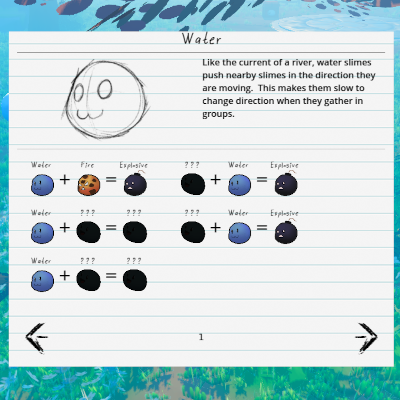 Water
Like the current of a river, water slimes
push nearby slimes in the direction they
are moving. This makes them slow to
change direction when they gather in
groups.
Water Fire Explosive ??? Water Explosive
+ = + =
Water ??? ??? ??? Water Explosive
+ = + =
Water ??? ???
+ =
1